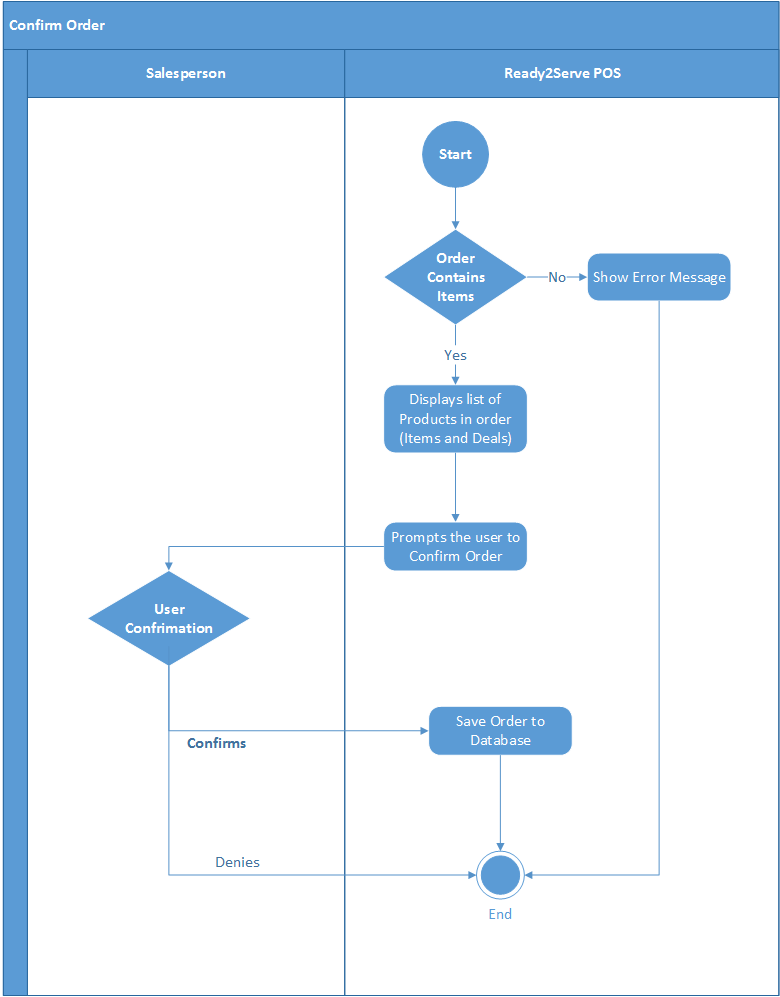 Confirm Order
Salesperson
Ready2Serve POS
Start
Order
Contains
Items
No
Show Error Message
Yes
Displays list of
Products in order
(Items and Deals)
Prompts the user to
Confirm Order
User
Confrimation
Save Order to
Database
Confirms
Denies
End